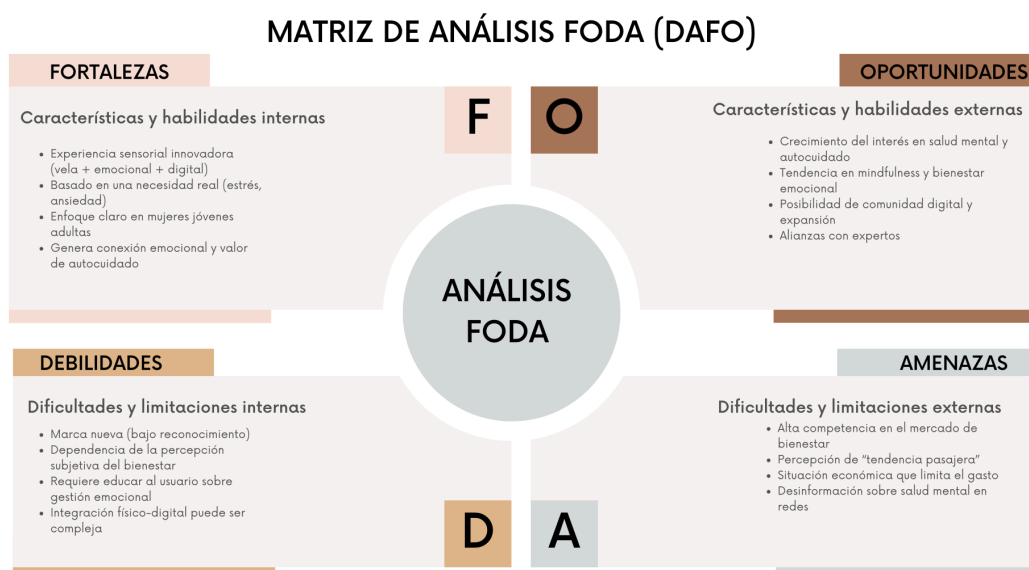 MATRIZ DE ANÁLISIS FODA (DAFO)
FORTALEZAS
Características y habilidades internas
• Experiencia sensorial innovadora
(vela + emocional + digital)
• Basado en una necesidad real (estrés,
ansiedad)
• Enfoque claro en mujeres jóvenes
adultas
• Genera conexión emocional y valor
de autocuidado
F
O
OPORTUNIDADES
Características y habilidades externas
• Crecimiento del interés en salud mental y
autocuidado
• Tendencia en mindfulness y bienestar
emocional
• Posibilidad de comunidad digital y
expansión
• Alianzas con expertos
ANÁLISIS
FODA
DEBILIDADES
Dificultades y limitaciones internas
• Marca nueva (bajo reconocimiento)
• Dependencia de la percepción
subjetiva del bienestar
• Requiere educar al usuario sobre
gestión emocional
• Integración físico-digital puede ser
compleja
D
A
AMENAZAS
Dificultades y limitaciones externas
• Alta competencia en el mercado de
bienestar
• Percepción de “tendencia pasajera”
• Situación económica que limita el gasto
• Desinformación sobre salud mental en
redes